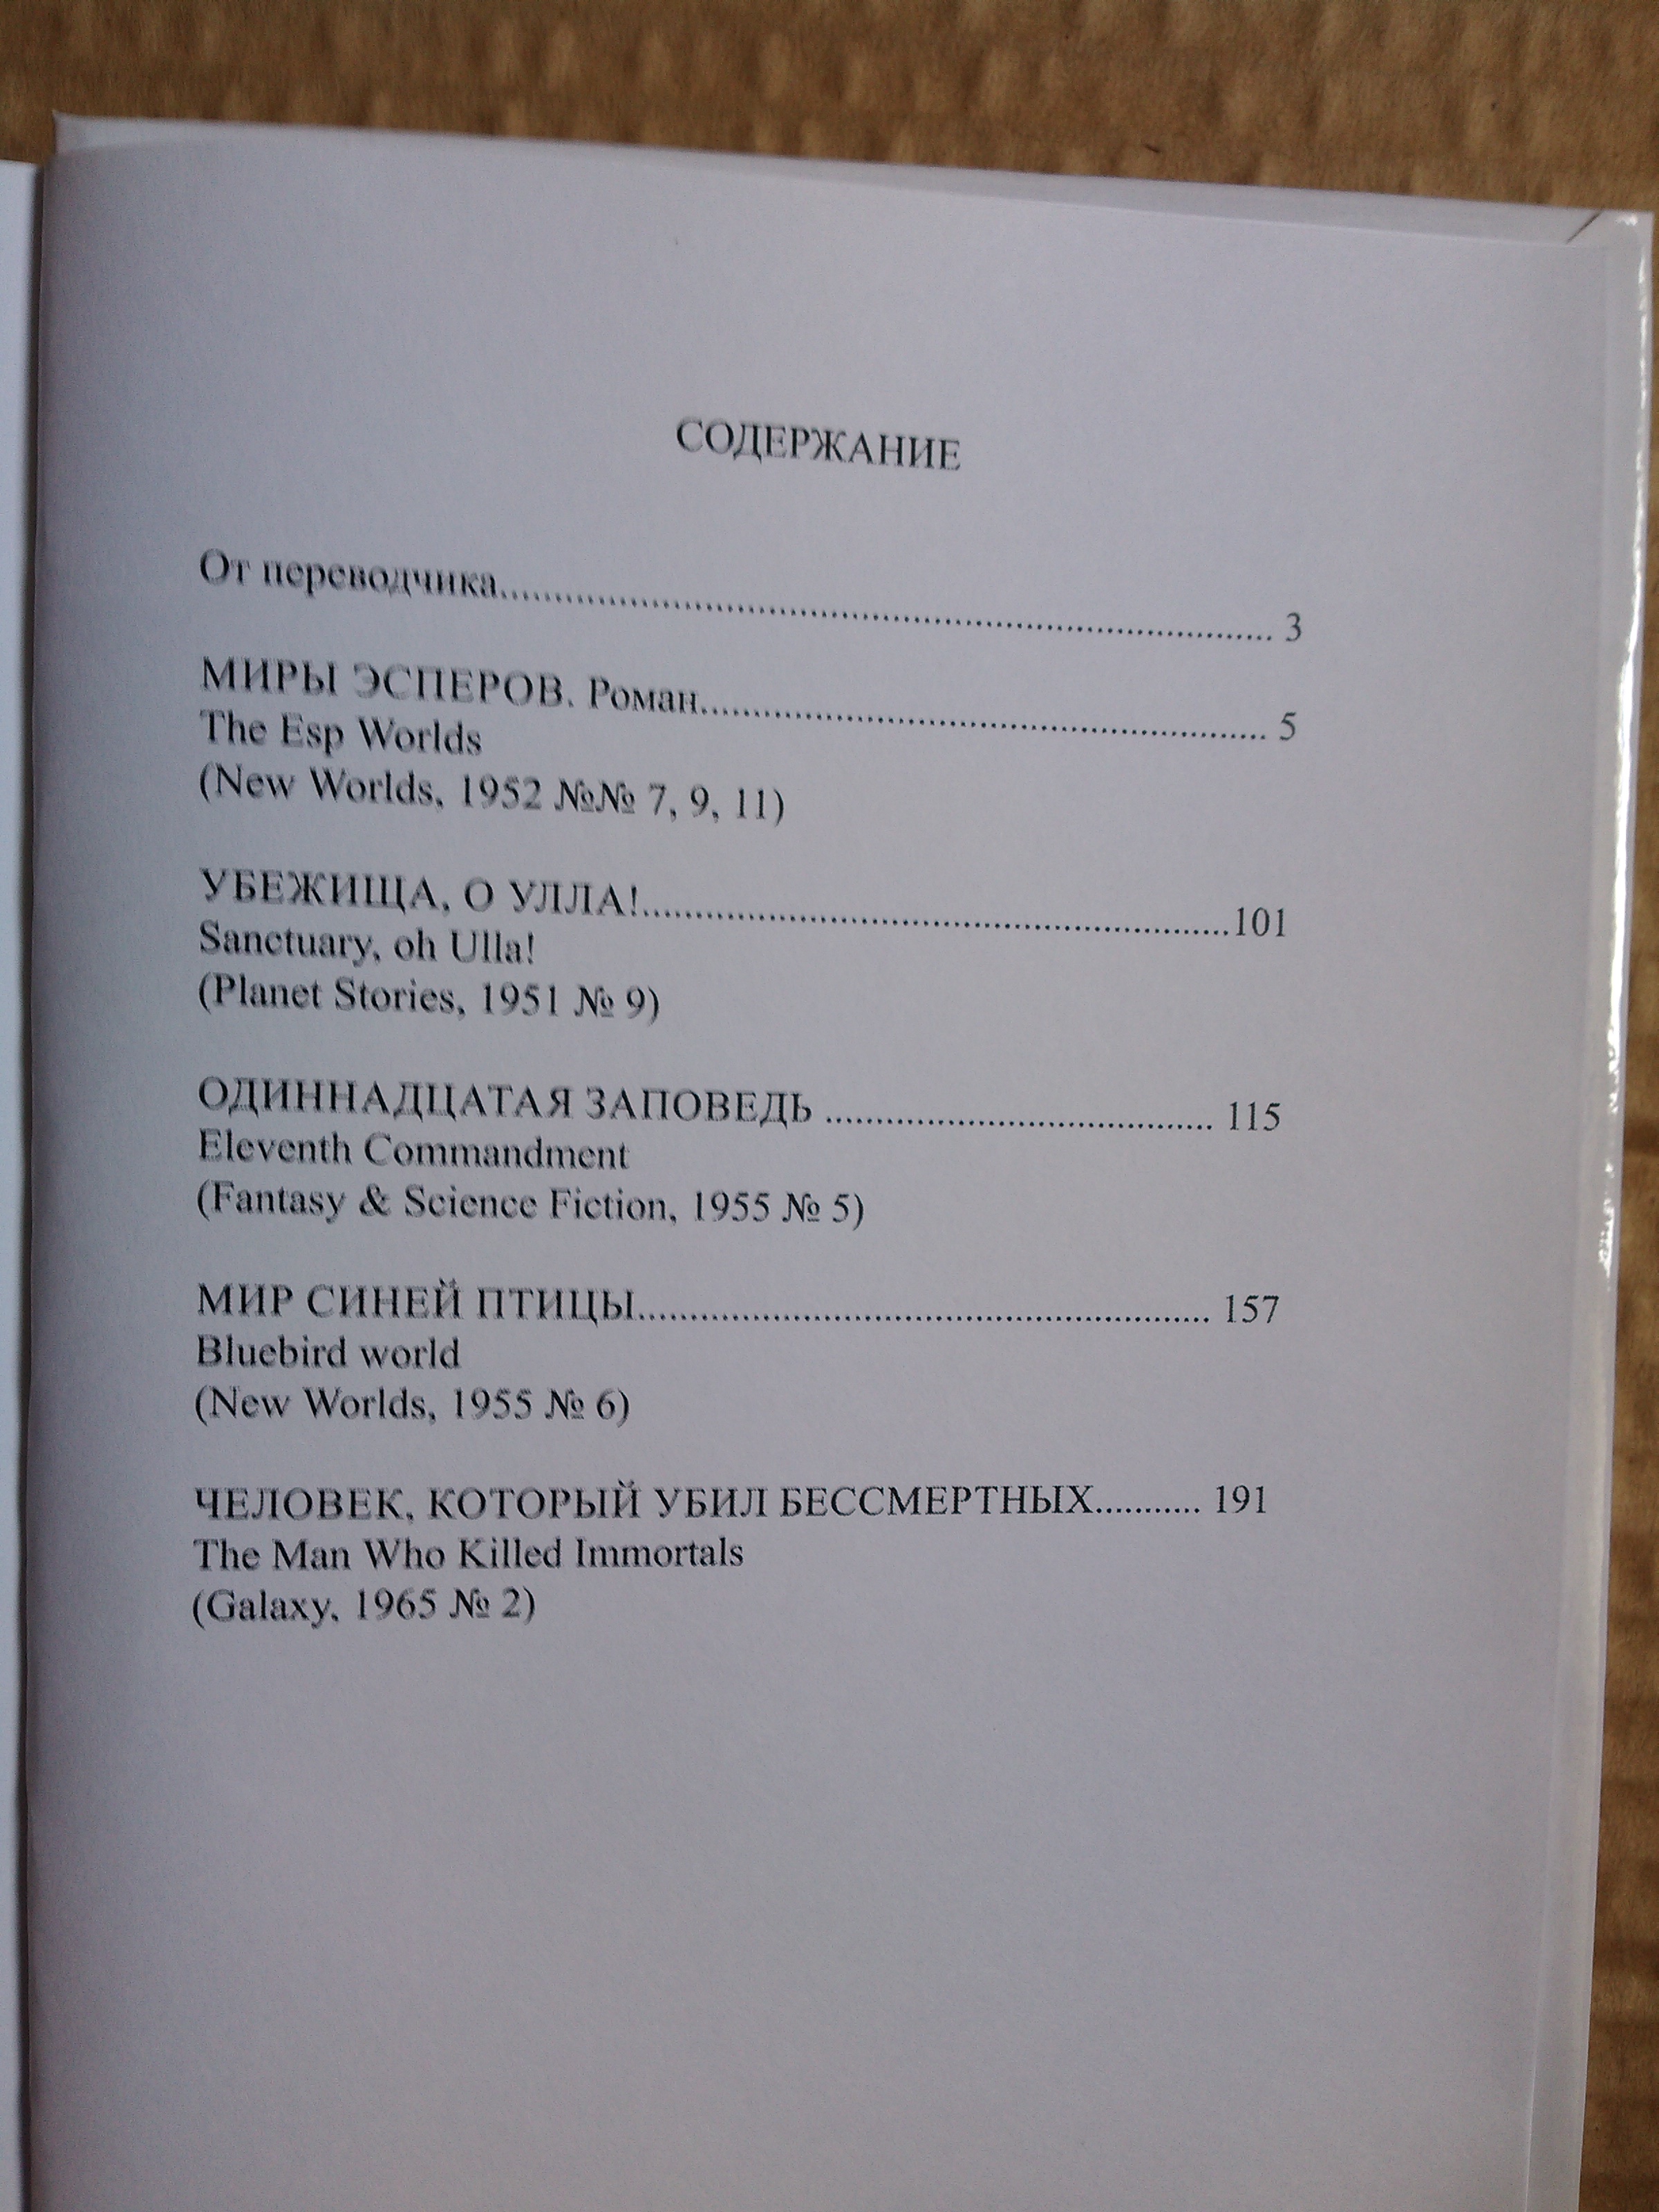 СОДЕРЖАНИЕ
От переводчика.......... 3
МИРЫ ЭСПЕРОВ. Роман.......... 5
The Esp Worlds
(New Worlds, 1952 №№ 7, 9, 11)
УБЕЖИЩА, О УЛЛА!..........101
Sanctuary, oh Ulla!
(Planet Stories, 1951 № 9)
ОДИННАДЦАТАЯ ЗАПОВЕДЬ .......... 115
Eleventh Commandment
(Fantasy & Science Fiction, 1955 № 5)
МИР СИНЕЙ ПТИЦЫ.......... 157
Bluebird world
(New Worlds, 1955 № 6)
ЧЕЛОВЕК, КОТОРЫЙ УБИЛ БЕССМЕРТНЫХ.......... 191
The Man Who Killed Immortals
(Galaxy, 1965 № 2)